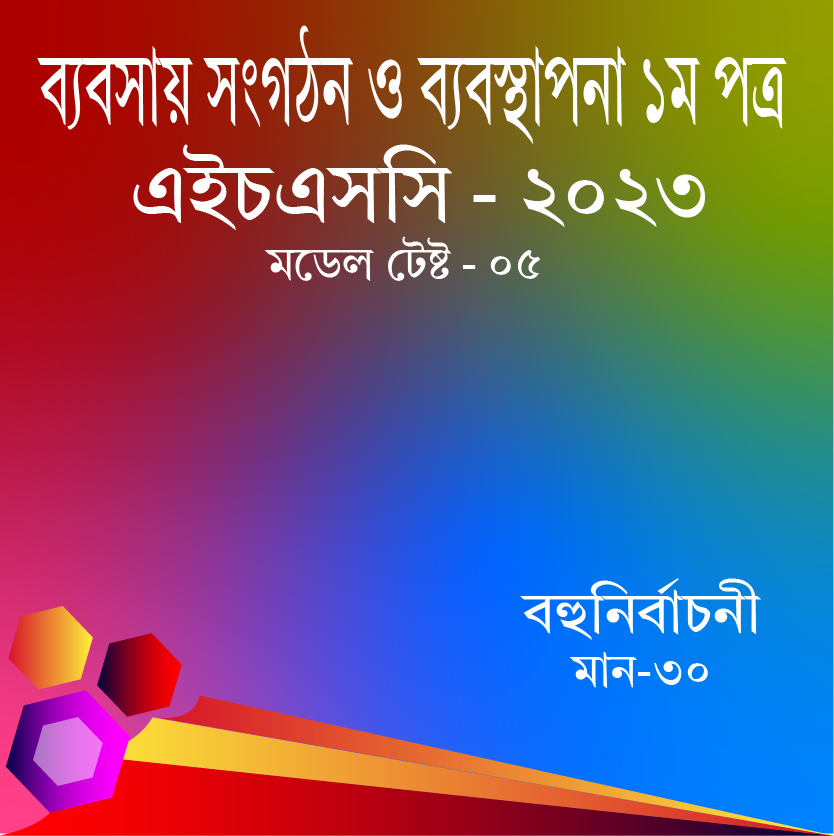 ব্যবসায় সংগঠন ও ব্যবস্থাপনা ১ম পত্র
এইচএসসি - ২০২৩
মডেল টেষ্ট - ০৫
বহুনির্বাচনী
মান-৩০